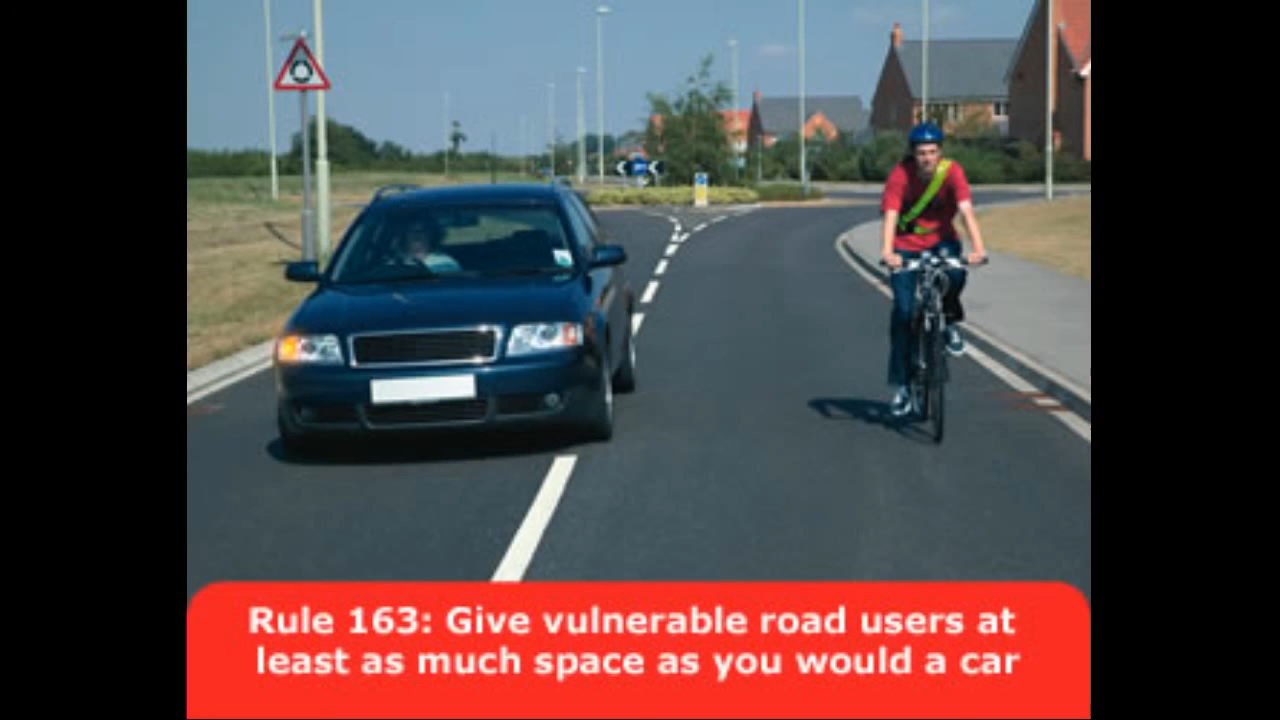 Rule 163: Give vulnerable road users at
least as much space as you would a car